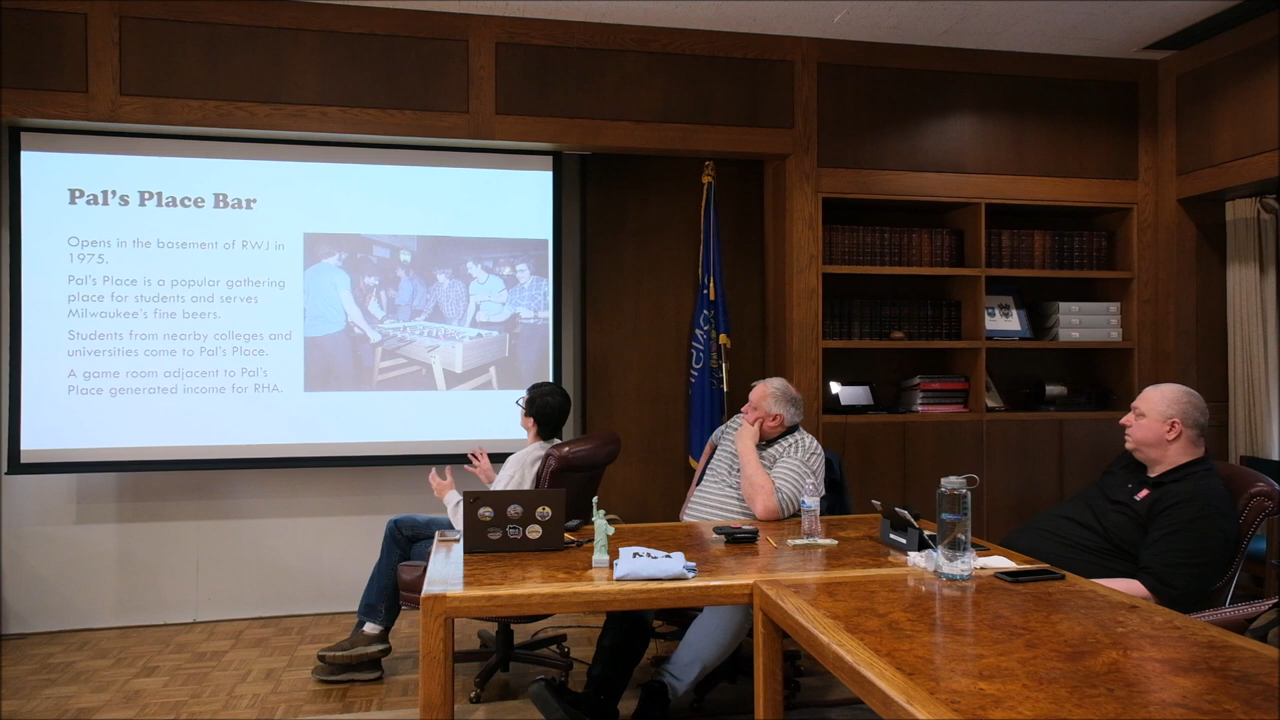 Pal's Place Bar
Opens in the basement of RWJ in
1975.
Pal's Place is a popular gathering
place for students and serves
Milwaukee's fine beers.
Students from nearby colleges and
universities come to Pal's Place.
A game room adjacent to Pal's
Place generated income for RHA.